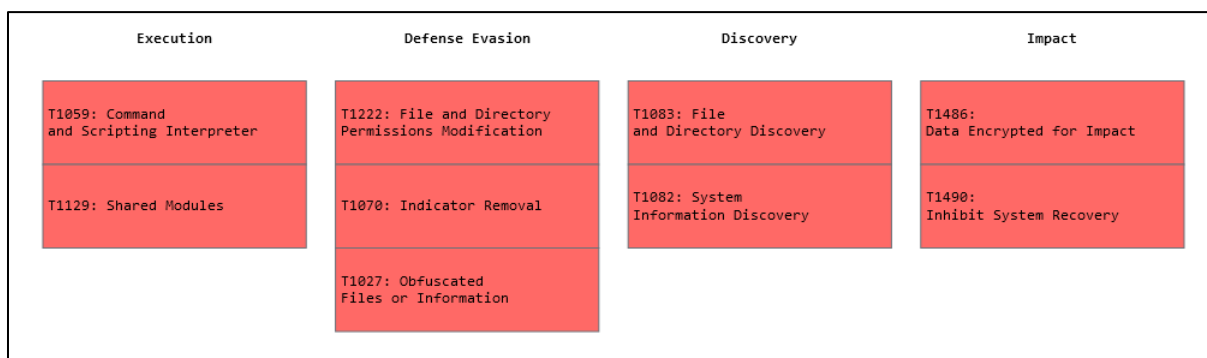 Execution
Defense Evasion
Discovery
Impact
T1059: Command
and Scripting Interpreter
T1222: File and Directory
Permissions Modification
T1083: File
and Directory Discovery
T1486:
Data Encrypted for Impact
T1129: Shared Modules
T1070: Indicator Removal
T1082: System
Information Discovery
T1490:
Inhibit System Recovery
T1027: Obfuscated
Files or Information